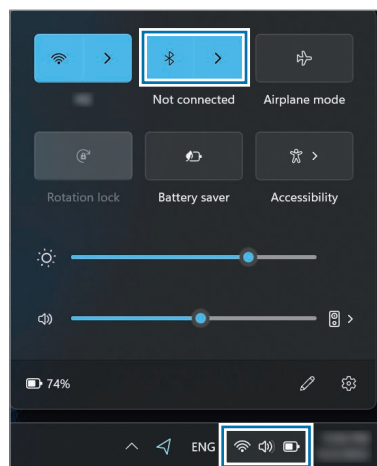 Not connected Airplane mode
Rotation lock Battery saver Accessibility
74%
ENG